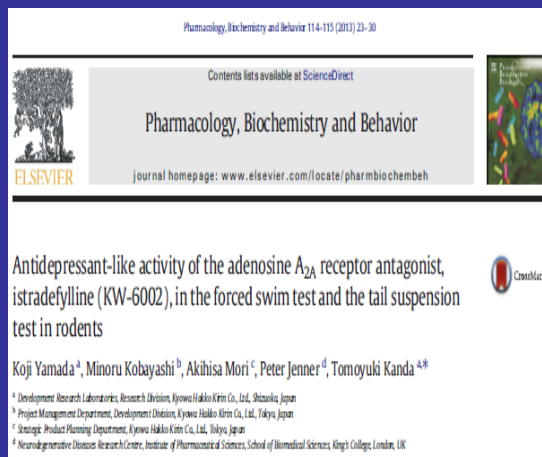 Pharmacology, Biochemistry and Behavior 114–115 (2013) 23–30
Contents lists available at ScienceDirect
Pharmacology, Biochemistry and Behavior
journal homepage: www.elsevier.com/locate/pharmbiochembeh
ELSEVIER
Antidepressant-like activity of the adenosine A2A receptor antagonist,
istradefylline (KW-6002), in the forced swim test and the tail suspension
test in rodents
CrossMar
Koji Yamada a, Minoru Kobayashi b, Akihisa Mori c, Peter Jenner d, Tomoyuki Kanda a,*
a Development Research Laboratories, Research Division, Kyowa Hakko Kirin Co., Ltd., Shizuoka, Japan
b Project Management Department, Development Division, Kyowa Hakko Kirin Co., Ltd., Tokyo, Japan
c Strategic Product Planning Department, Kyowa Hakko Kirin Co., Ltd., Tokyo, Japan
d Neurodegenerative Diseases Research Centre, Institute of Pharmaceutical Sciences, School of Biomedical Sciences, King's College, London, UK